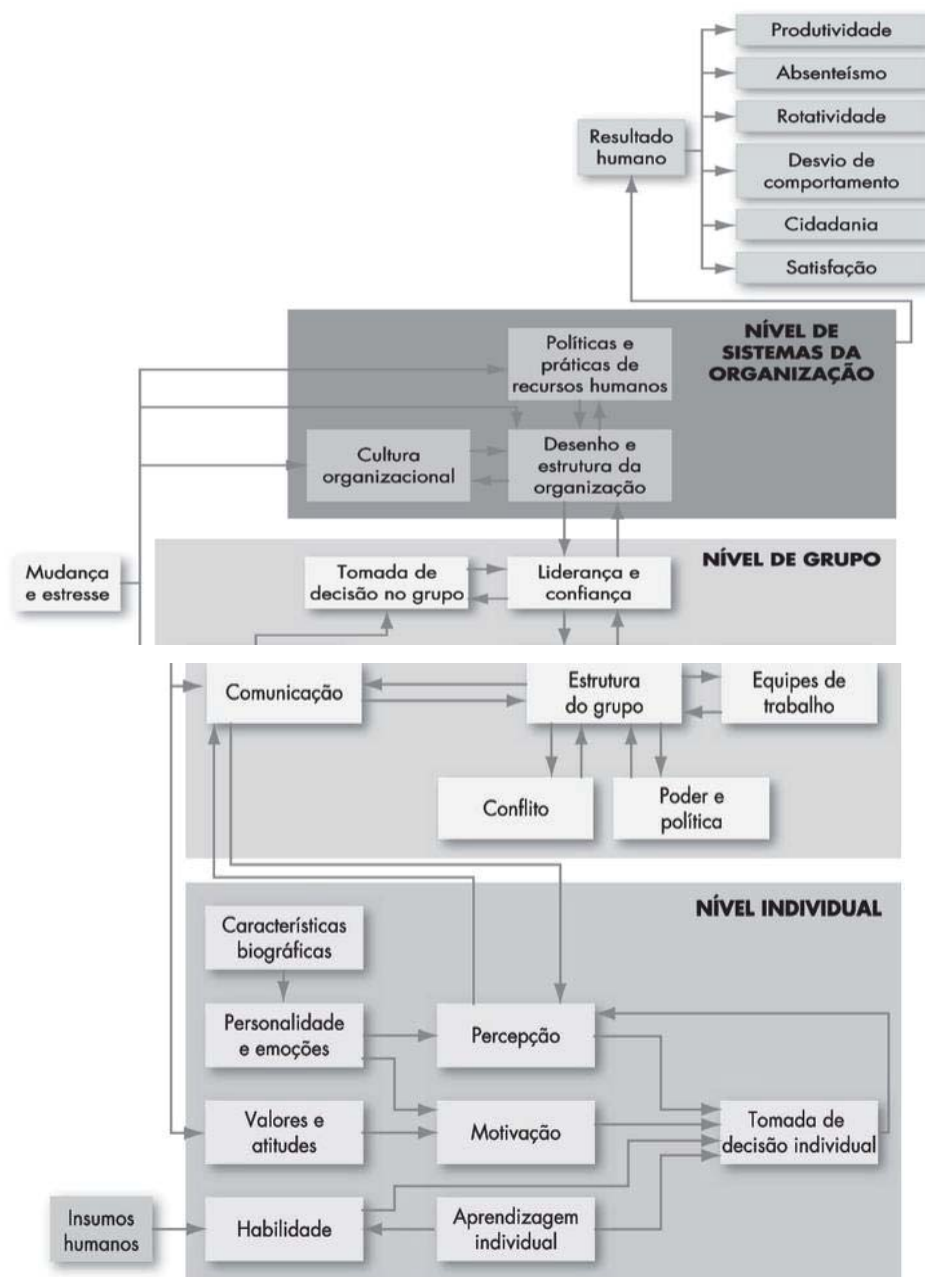 Produtividade
Absenteísmo
Rotatividade
Resultado
humano
Desvio de
comportamento
Cidadania
Satisfação
NÍVEL DE
SISTEMAS DA
ORGANIZAÇÃO
Políticas e
práticas de
recursos humanos
Cultura
organizacional
Desenho e
estrutura da
organização
NÍVEL DE GRUPO
Mudança
e estresse
Tomada de
decisão no grupo
Liderança e
confiança
Comunicação
Estrutura
do grupo
Equipes de
trabalho
Conflito
Poder e
política
NÍVEL INDIVIDUAL
Características
biográficas
Personalidade
e emoções
Percepção
Valores e
atitudes
Motivação
Tomada de
decisão individual
Insumos
humanos
Habilidade
Aprendizagem
individual